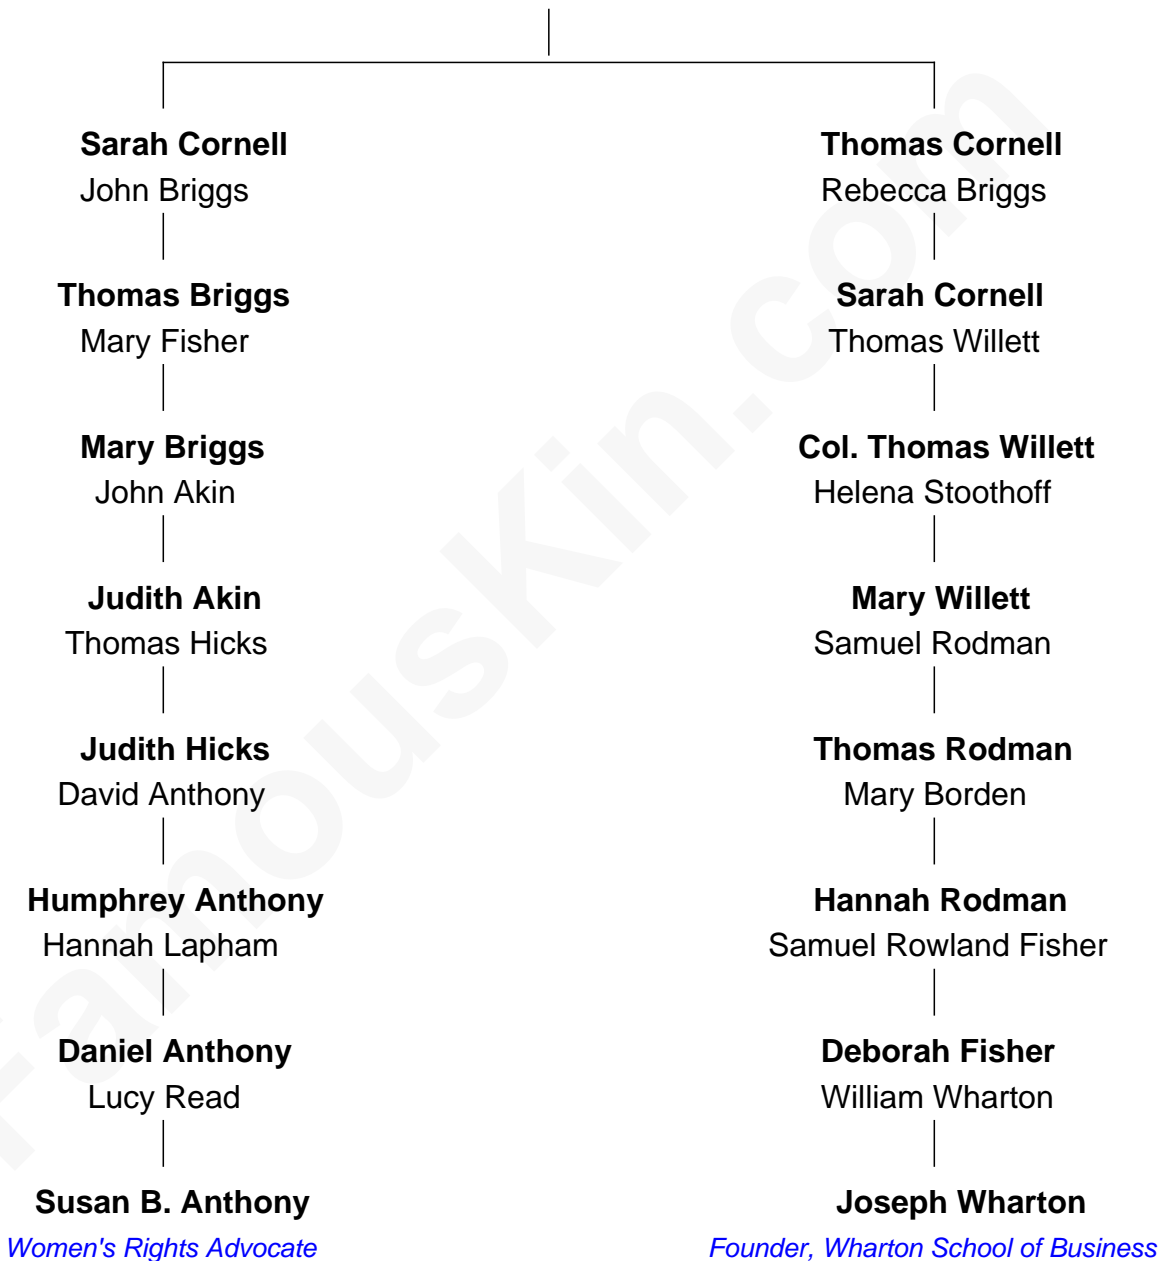 Sarah Cornell
John Briggs
Thomas Cornell
Rebecca Briggs
Thomas Briggs
Mary Fisher
Sarah Cornell
Thomas Willett
Mary Briggs
John Akin
Col. Thomas Willett
Helena Stoothoff
Judith Akin
Thomas Hicks
Mary Willett
Samuel Rodman
Judith Hicks
David Anthony
Thomas Rodman
Mary Borden
Humphrey Anthony
Hannah Lapham
Hannah Rodman
Samuel Rowland Fisher
Daniel Anthony
Lucy Read
Deborah Fisher
William Wharton
Susan B. Anthony
Women's Rights Advocate
Joseph Wharton
Founder, Wharton School of Business
FamousKin.com